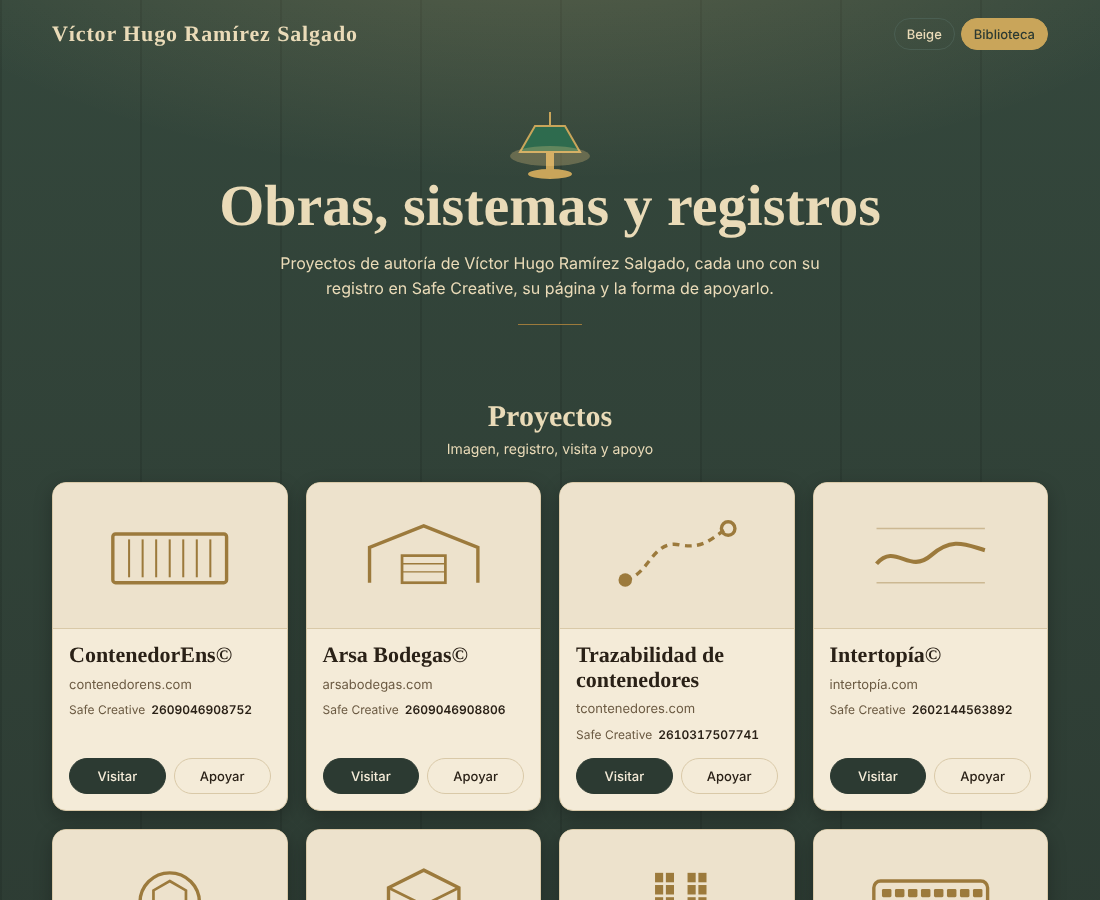 Víctor Hugo Ramírez Salgado
Beige
Biblioteca
Obras, sistemas y registros
Proyectos de autoría de Víctor Hugo Ramírez Salgado, cada uno con su
registro en Safe Creative, su página y la forma de apoyarlo.
Proyectos
Imagen, registro, visita y apoyo
ContenedorEns©
contenedorens.com
Safe Creative 2609046908752
Visitar
Apoyar
Arsa Bodegas©
arsabodegas.com
Safe Creative 2609046908806
Visitar
Apoyar
Trazabilidad de
contenedores
tcontenedores.com
Safe Creative 2610317507741
Visitar
Apoyar
Intertopía©
intertopía.com
Safe Creative 2602144563892
Visitar
Apoyar